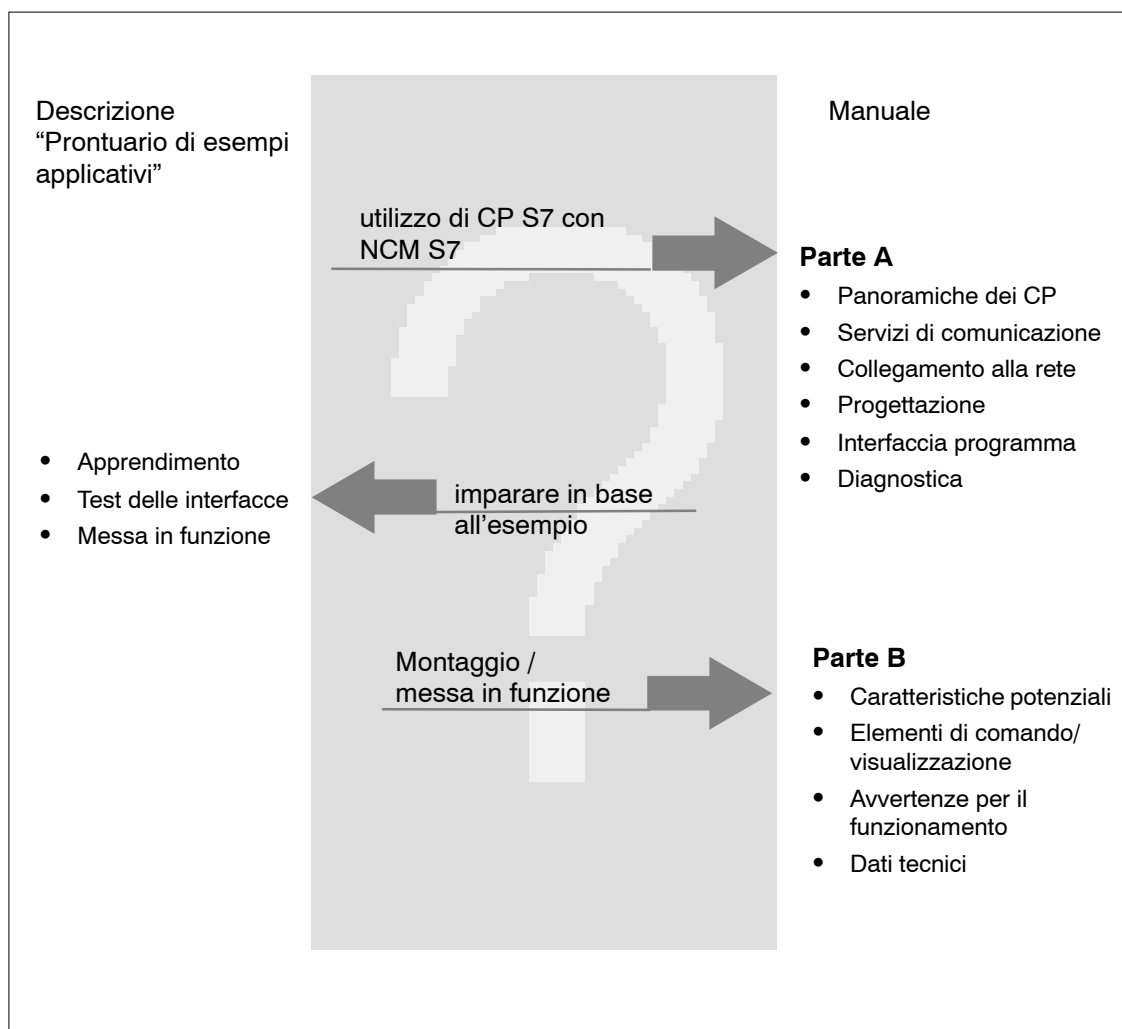 Descrizione
“Prontuario di esempi
applicativi”
Manuale
utilizzo di CP S7 con
NCM S7
Parte A
• Panoramiche dei CP
• Servizi di comunicazione
• Collegamento alla rete
• Progettazione
• Interfaccia programma
• Diagnostica
• Apprendimento
• Test delle interfacce
• Messa in funzione
imparare in base
all’esempio
Montaggio /
messa in funzione
Parte B
• Caratteristiche potenziali
• Elementi di comando/
visualizzazione
• Avvertenze per il
funzionamento
• Dati tecnici
?